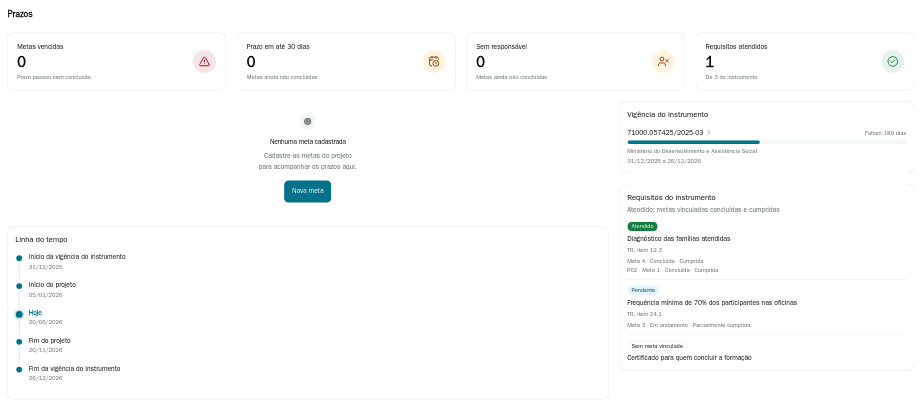 Prazos
Metas vencidas
0
Prazo passou sem conclusão
Prazo em até 30 dias
0
Metas ainda não concluídas
Sem responsável
0
Metas ainda não concluídas
Requisitos atendidos
1
De 3 do instrumento
Nenhuma meta cadastrada
Cadastre as metas do projeto
para acompanhar os prazos aqui.
Nova meta
Linha do tempo
Início da vigência do instrumento
31/12/2025
Início do projeto
05/01/2026
Hoje
20/06/2026
Fim do projeto
20/11/2026
Fim da vigência do instrumento
26/12/2026
Vigência do instrumento
71000.057425/2025-03
Faltam 189 dias
Ministério do Desenvolvimento e Assistência Social
31/12/2025 a 26/12/2026
Requisitos do instrumento
Atendido: metas vinculadas concluídas e cumpridas
Atendido
Diagnóstico das famílias atendidas
TR, item 12.3
Meta 4 · Concluída · Cumprida
P02 · Meta 1 · Concluída · Cumprida
Pendente
Frequência mínima de 70% dos participantes nas oficinas
TR, item 24.1
Meta 3 · Em andamento · Parcialmente cumprida
Sem meta vinculada
Certificado para quem concluir a formação